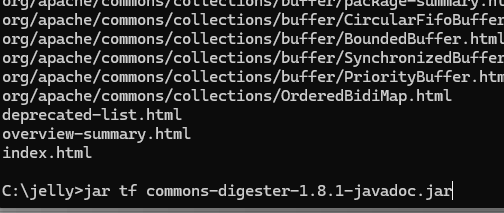 org/apache/commons/collections/buffer/package-summary.ht
org/apache/commons/collections/buffer/CircularFifoBuffer
org/apache/commons/collections/buffer/BoundedBuffer.html
org/apache/commons/collections/buffer/SynchronizedBuffer
org/apache/commons/collections/buffer/PriorityBuffer.htm
org/apache/commons/collections/OrderedBidiMap.html
deprecated-list.html
overview-summary.html
index.html
C:\jelly>jar tf commons-digester-1.8.1-javadoc.jar